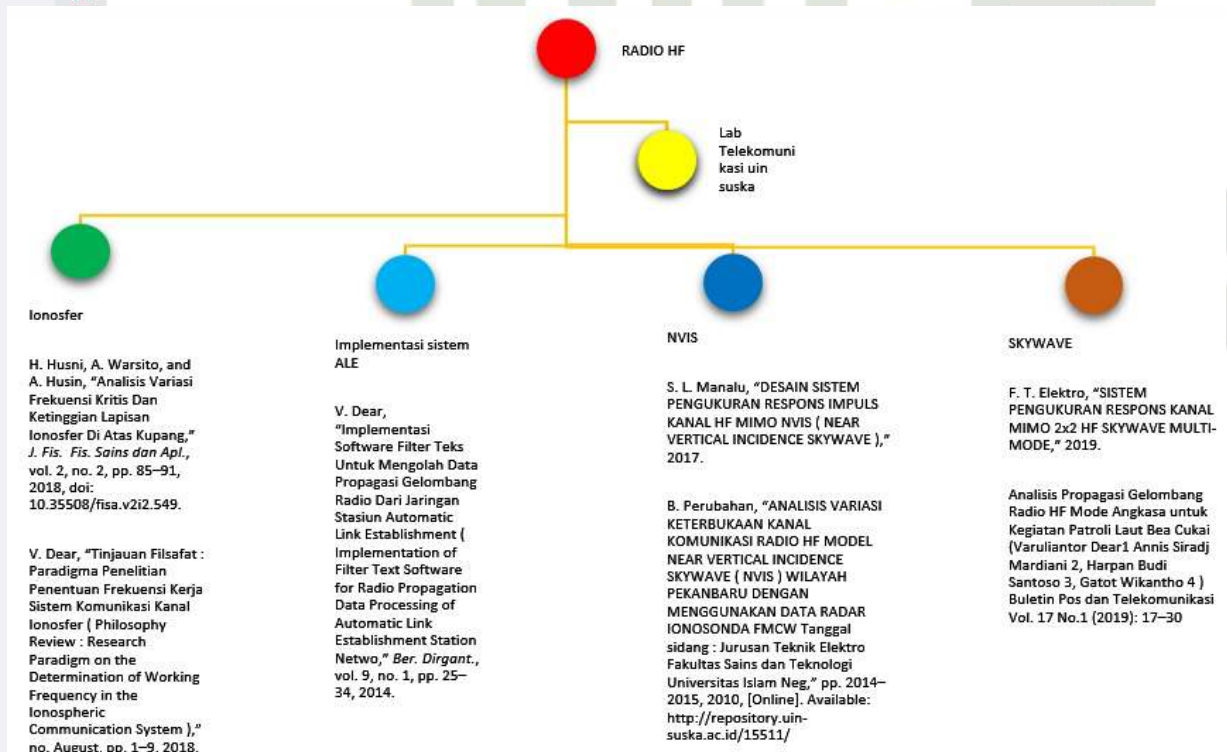 RADIO HF
Lab
Telekomuni
kasi uin
suska
Ionosfer
H. Husni, A. Warsito, and
A. Husin, “Analisis Variasi
Frekuensi Kritis Dan
Ketinggian Lapisan
Ionosfer Di Atas Kupang,”
J. Fis. Fis. Sains dan Apl.,
vol. 2, no. 2, pp. 85–91,
2018, doi:
10.35508/fisa.v2i2.549.
V. Dear, “Tinjauan Filsafat :
Paradigma Penelitian
Penentuan Frekuensi Kerja
Sistem Komunikasi Kanal
Ionosfer ( Philosophy
Review : Research
Paradigm on the
Determination of Working
Frequency in the
Ionospheric
Communication System ),”
no. August, pp. 1–9, 2018.
Implementasi sistem
ALE
V. Dear,
“Implementasi
Software Filter Teks
Untuk Mengolah Data
Propagasi Gelombang
Radio Dari Jaringan
Stasiun Automatic
Link Establishment (
Implementation of
Filter Text Software
for Radio Propagation
Data Processing of
Automatic Link
Establishment Station
Netwo,” Ber. Dirgant.,
vol. 9, no. 1, pp. 25–
34, 2014.
NVIS
S. L. Manalu, “DESAIN SISTEM
PENGUKURAN RESPONS IMPULS
KANAL HF MIMO NVIS ( NEAR
VERTICAL INCIDENCE SKYWAVE ),”
2017.
B. Perubahan, “ANALISIS VARIASI
KETERBUKAAN KANAL
KOMUNIKASI RADIO HF MODEL
NEAR VERTICAL INCIDENCE
SKYWAVE ( NVIS ) WILAYAH
PEKANBARU DENGAN
MENGGUNAKAN DATA RADAR
IONOSONDA FMCW Tanggal
sidang : Jurusan Teknik Elektro
Fakultas Sains dan Teknologi
Universitas Islam Neg,” pp. 2014–
2015, 2010, [Online]. Available:
http://repository.uin-
suska.ac.id/15511/
SKYWAVE
F. T. Elektro, “SISTEM
PENGUKURAN RESPONS KANAL
MIMO 2x2 HF SKYWAVE MULTI-
MODE,” 2019.
Analisis Propagasi Gelombang
Radio HF Mode Angkasa untuk
Kegiatan Patroli Laut Bea Cukai
(Varuliantor Dear1 Annis Siradj
Mardiani 2, Harpan Budi
Santoso 3, Gatot Wikantho 4 )
Buletin Pos dan Telekomunikasi
Vol. 17 No.1 (2019): 17–30